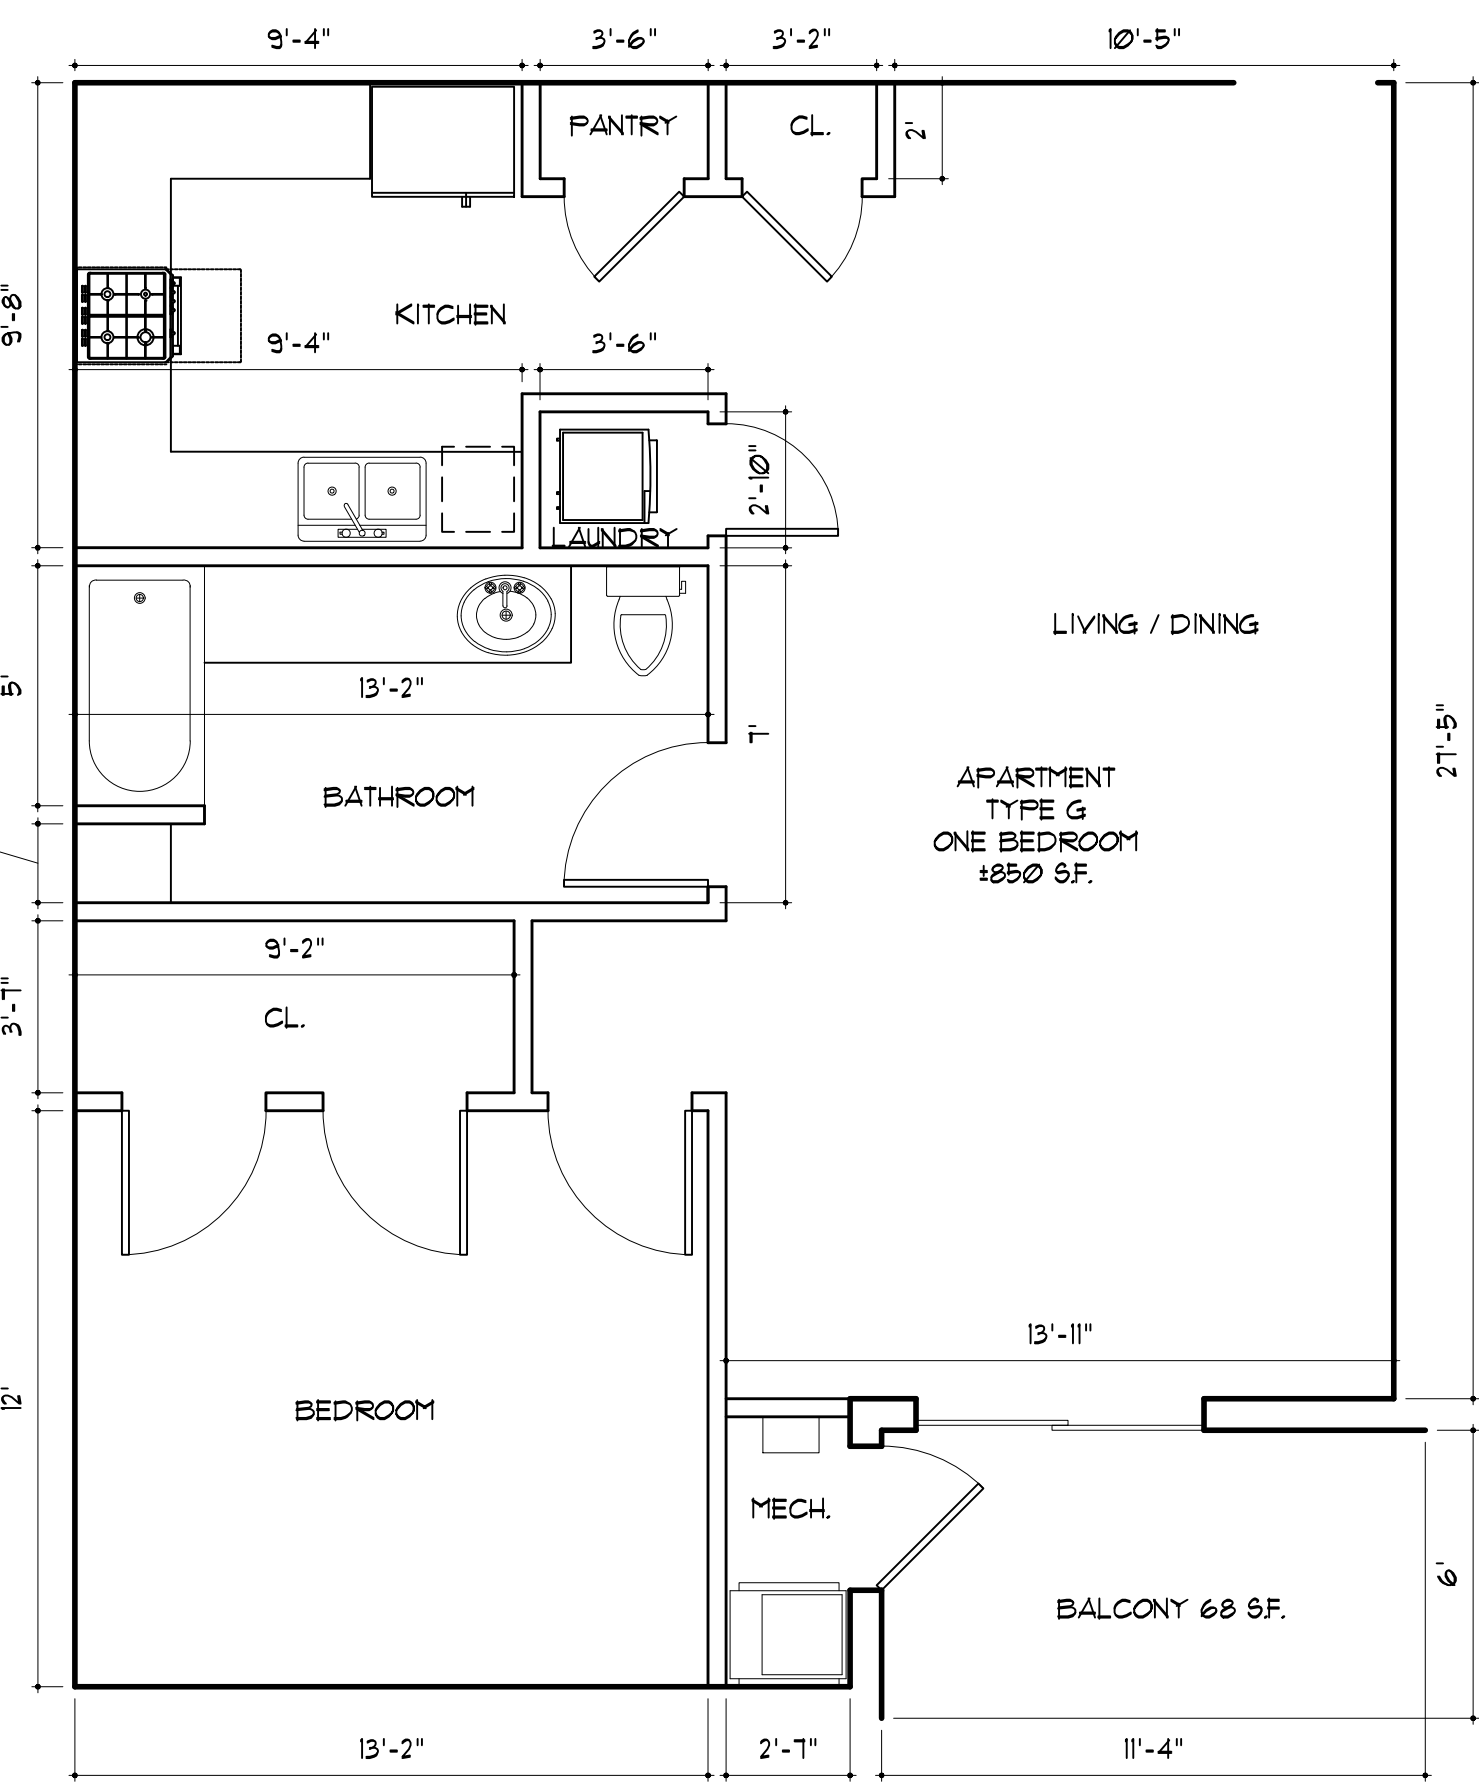 9'-4" 3'-6" 3'-2" 10'-5"
PANTRY CL. 2'
9'-8"
KITCHEN
9'-4" 3'-6"
2'-10"
LAUNDRY
LIVING / DINING
5'
13'-2"
7'
27'-5"
BATHROOM
APARTMENT
TYPE G
ONE BEDROOM
±850 S.F.
9'-2"
3'-7"
CL.
13'-11"
12'
BEDROOM
MECH.
6'
BALCONY 68 S.F.
13'-2" 2'-7" 11'-4"